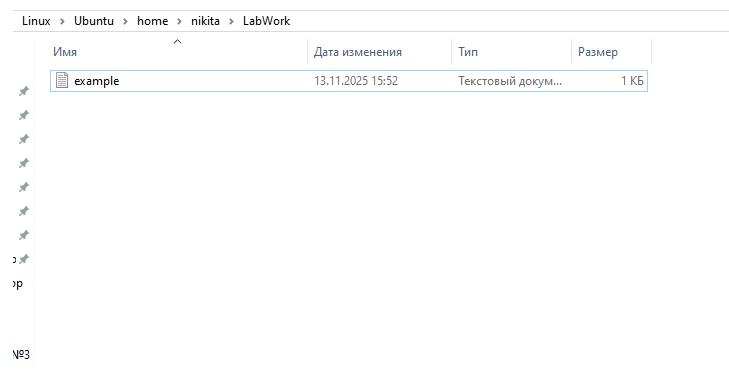 Linux > Ubuntu > home > nikita > LabWork
Имя Дата изменения Тип Размер
example 13.11.2025 15:52 Текстовый докум... 1 КБ
ор
№3